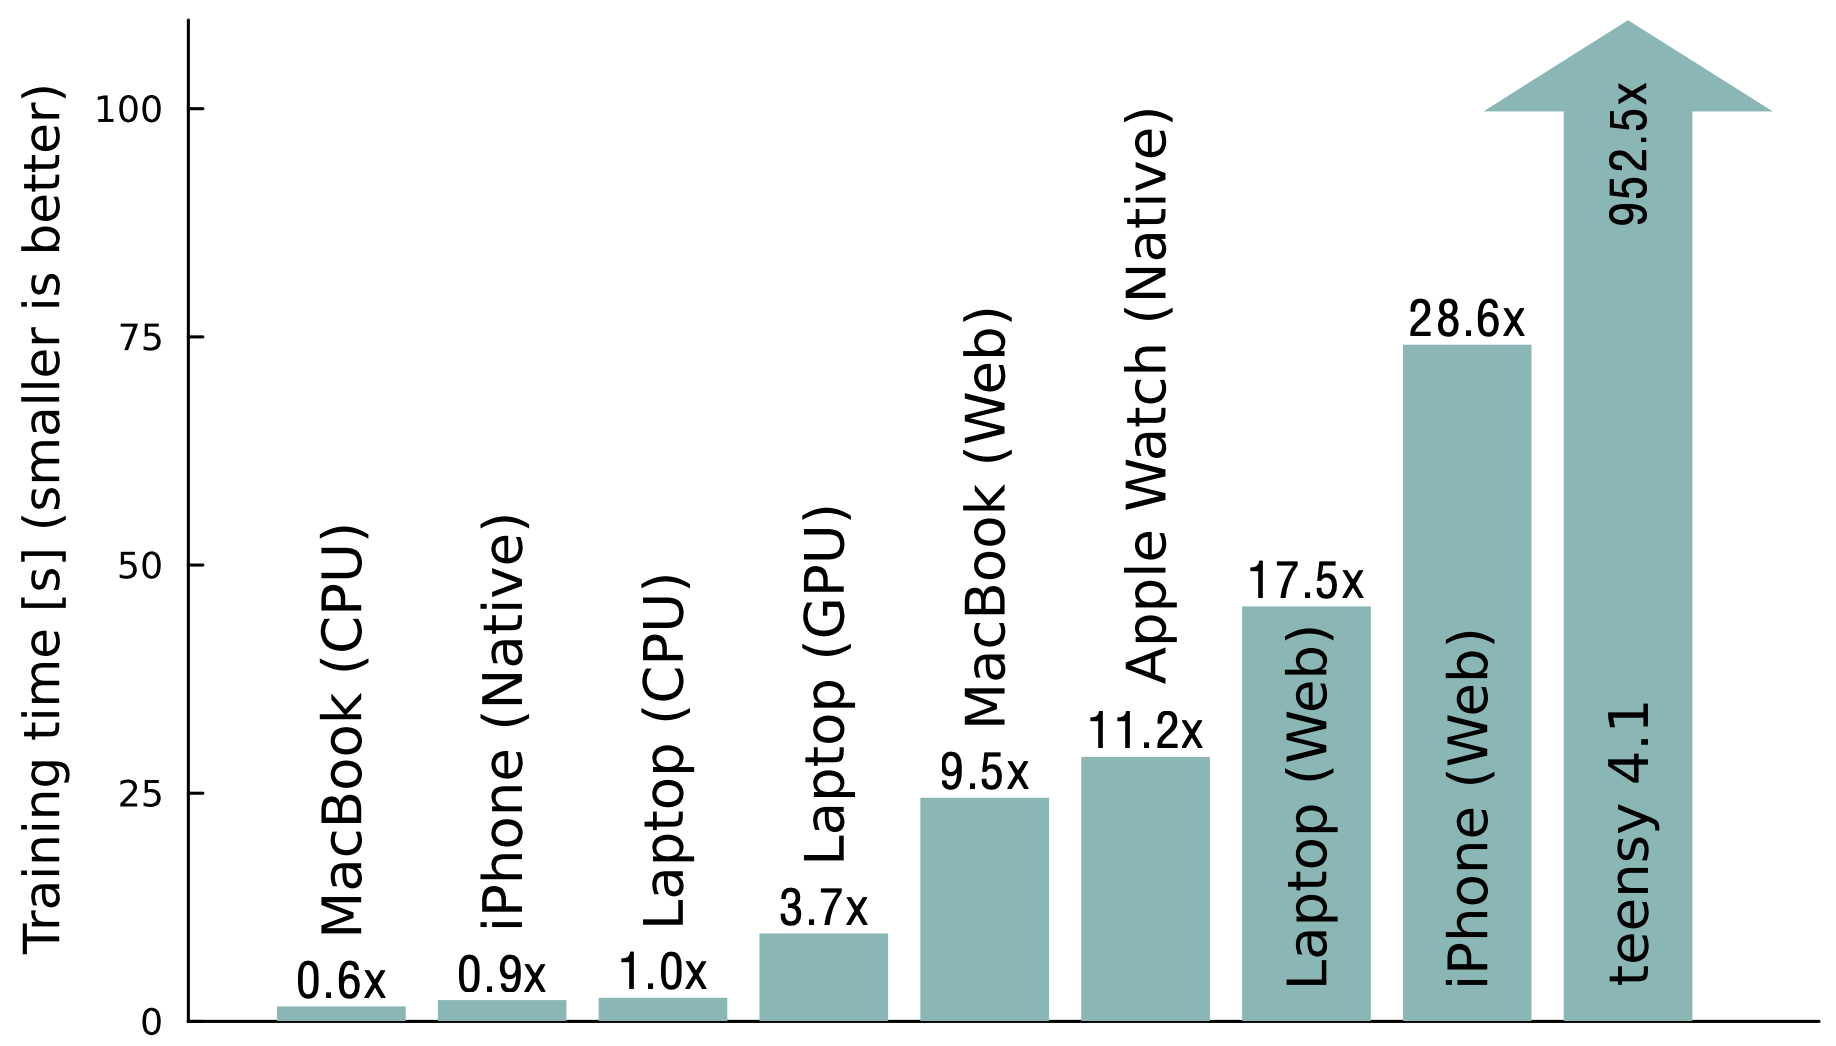 Training time [s] (smaller is better)
100
75
50
25
0
MacBook (CPU)
0.6x
iPhone (Native)
0.9x
Laptop (CPU)
1.0x
Laptop (GPU)
3.7x
MacBook (Web)
9.5x
Apple Watch (Native)
11.2x
17.5x
Laptop (Web)
28.6x
iPhone (Web)
952.5x
teensy 4.1